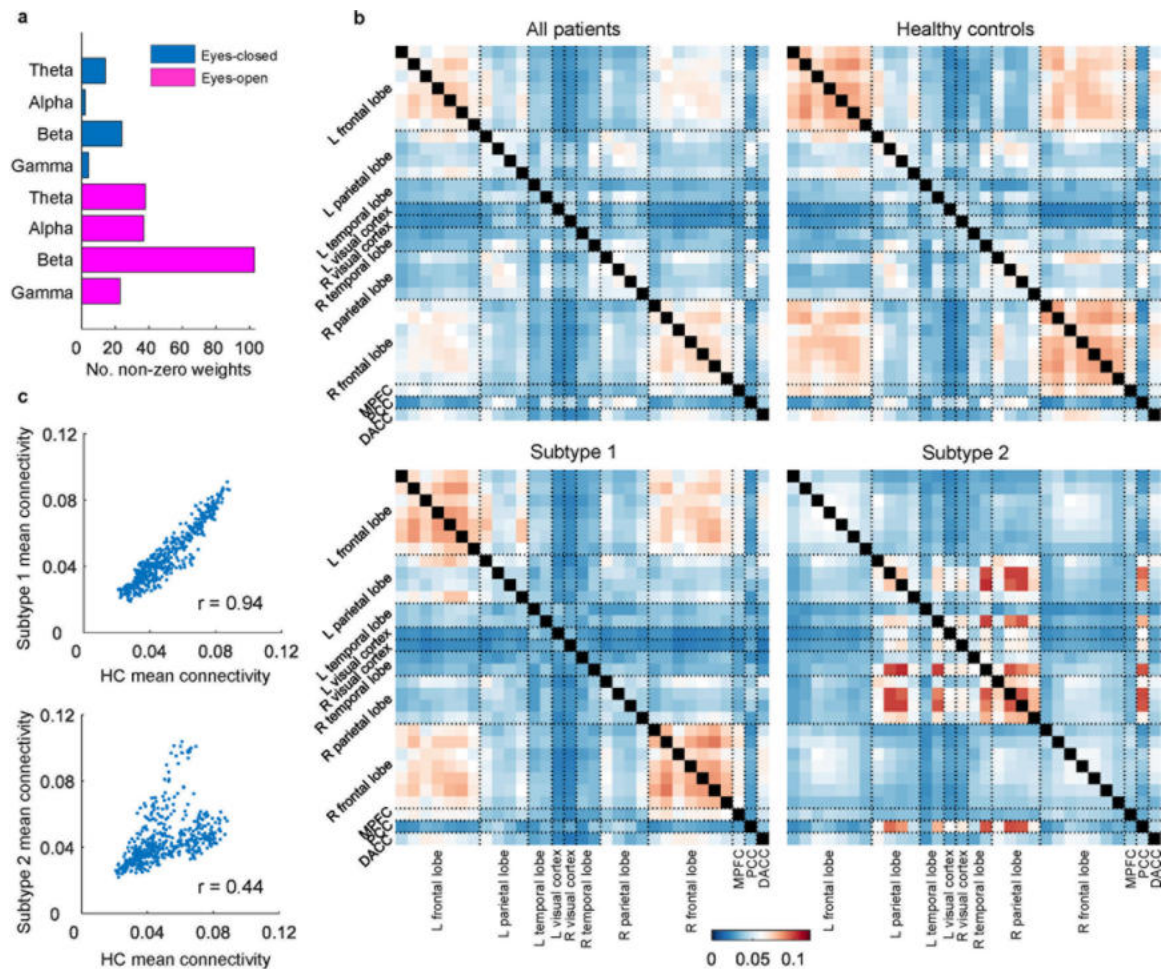 a
Eyes-closed
Eyes-open
Theta
Alpha
Beta
Gamma
Theta
Alpha
Beta
Gamma
0 20 40 60 80 100
No. non-zero weights
b
All patients
Healthy controls
L frontal lobe
L parietal lobe
L temporal lobe
L visual cortex
R visual cortex
R temporal lobe
R parietal lobe
R frontal lobe
MPFC
PCC
DACC
Subtype 1
Subtype 2
L frontal lobe
L parietal lobe
L temporal lobe
L visual cortex
R visual cortex
R temporal lobe
R parietal lobe
R frontal lobe
MPFC
PCC
DACC
L frontal lobe
L parietal lobe
L temporal lobe
L visual cortex
R visual cortex
R temporal lobe
R parietal lobe
R frontal lobe
MPFC
PCC
DACC
L frontal lobe
L parietal lobe
L temporal lobe
L visual cortex
R visual cortex
R temporal lobe
R parietal lobe
R frontal lobe
MPFC
PCC
DACC
0 0.05 0.1
c
0.12
0.08
0.04
0
Subtype 1 mean connectivity
r = 0.94
0 0.04 0.08 0.12
HC mean connectivity
0.12
0.08
0.04
0
Subtype 2 mean connectivity
r = 0.44
0 0.04 0.08 0.12
HC mean connectivity